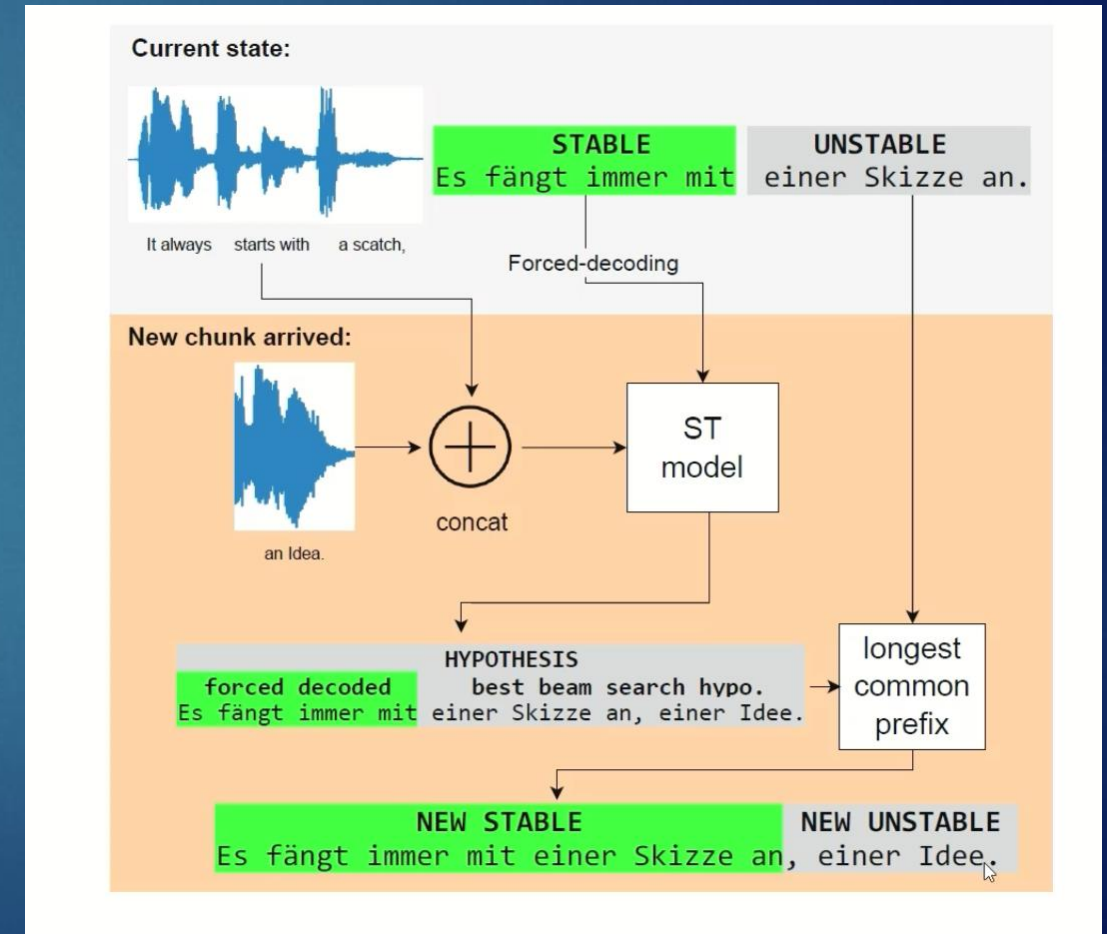 Current state:
STABLE
Es fängt immer mit
UNSTABLE
einer Skizze an.
It always starts with a scatch,
Forced-decoding
New chunk arrived:
ST
model
concat
an Idea.
HYPOTHESIS
forced decoded
Es fängt immer mit
best beam search hypo.
einer Skizze an, einer Idee.
longest
common
prefix
NEW STABLE
NEW UNSTABLE
Es fängt immer mit einer Skizze an, einer Idee.